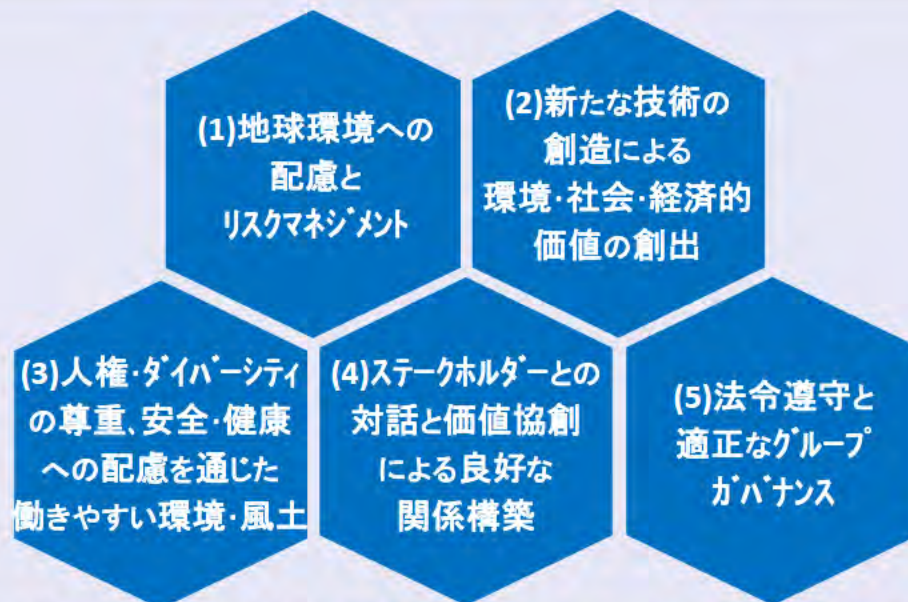 (1)地球環境への
配慮と
リスクマネジメント
(2)新たな技術の
創造による
環境·社会·経済的
価値の創出
(3)人権·ダイバーシティ
の尊重、安全·健康
への配慮を通じた
働きやすい環境·風土
(4)ステークホルダーとの
対話と価値協創
による良好な
関係構築
(5)法令遵守と
適正なグループ
ガバナンス